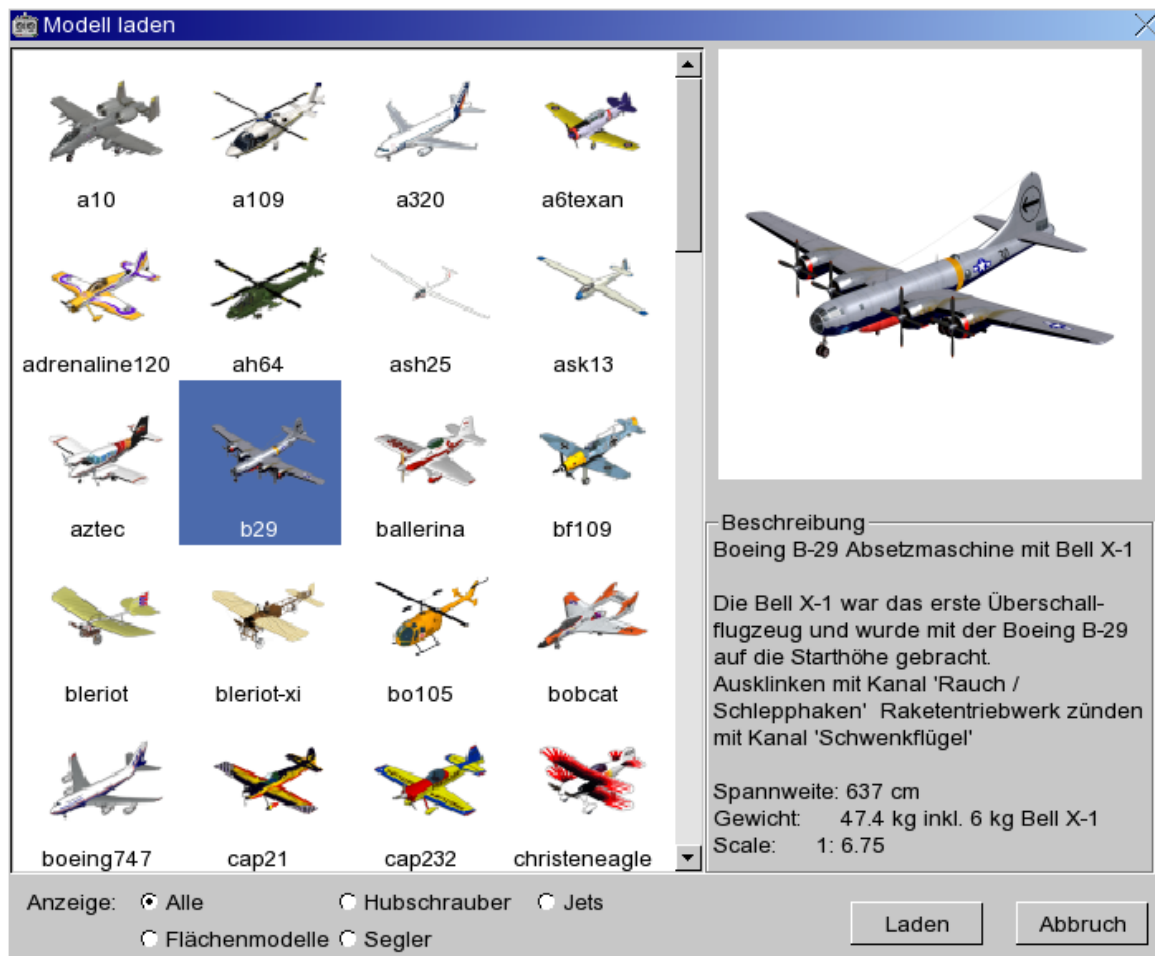 Modell laden
a10
a109
a320
a6texan
adrenaline120
ah64
ash25
ask13
aztec
b29
ballerina
bf109
bleriot
bleriot-xi
bo105
bobcat
boeing747
cap21
cap232
christeneagle
Beschreibung
Boeing B-29 Absetzmaschine mit Bell X-1
Die Bell X-1 war das erste Überschall-
flugzeug und wurde mit der Boeing B-29
auf die Starthöhe gebracht.
Ausklinken mit Kanal 'Rauch /
Schlepphaken' Raketentriebwerk zünden
mit Kanal 'Schwenkflügel'
Spannweite: 637 cm
Gewicht: 47.4 kg inkl. 6 kg Bell X-1
Scale: 1: 6.75
Anzeige: Alle Hubschrauber Jets
Flächenmodelle Segler
Laden Abbruch